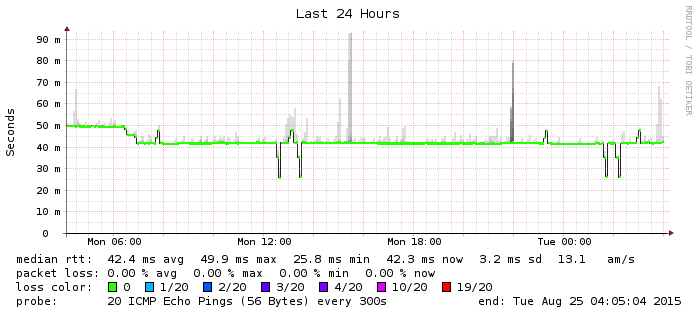 Last 24 Hours
RRDTOOL / TOBI OETIKER
Seconds
90 m
80 m
70 m
60 m
50 m
40 m
30 m
20 m
10 m
0
Mon 06:00 Mon 12:00 Mon 18:00 Tue 00:00
median rtt: 42.4 ms avg 49.9 ms max 25.8 ms min 42.3 ms now 3.2 ms sd 13.1 am/s
packet loss: 0.00 % avg 0.00 % max 0.00 % min 0.00 % now
loss color: 0 1/20 2/20 3/20 4/20 10/20 19/20
probe: 20 ICMP Echo Pings (56 Bytes) every 300s end: Tue Aug 25 04:05:04 2015